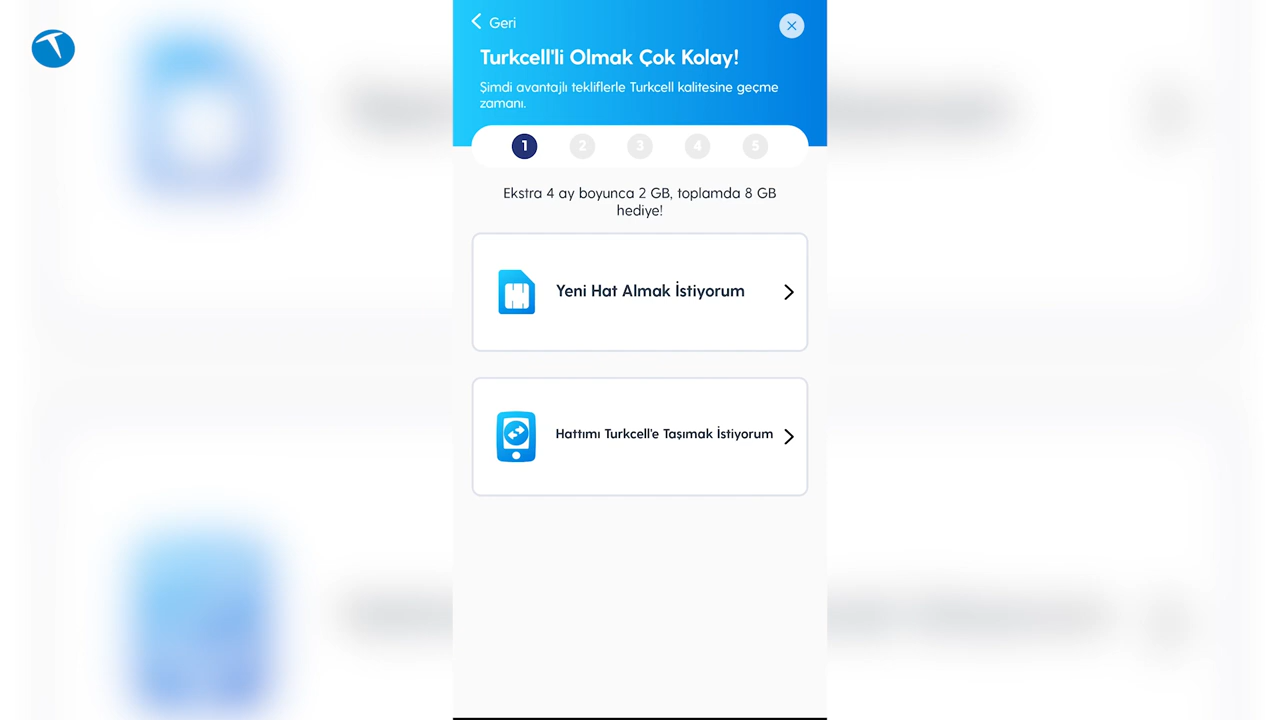 Geri
Turkcell'li Olmak Çok Kolay!
Şimdi avantajlı tekliflerle Turkcell kalitesine geçme
zamanı.
1 2 3 4 5
Ekstra 4 ay boyunca 2 GB, toplamda 8 GB
hediye!
Yeni Hat Almak İstiyorum
Hattımı Turkcell'e Taşımak İstiyorum